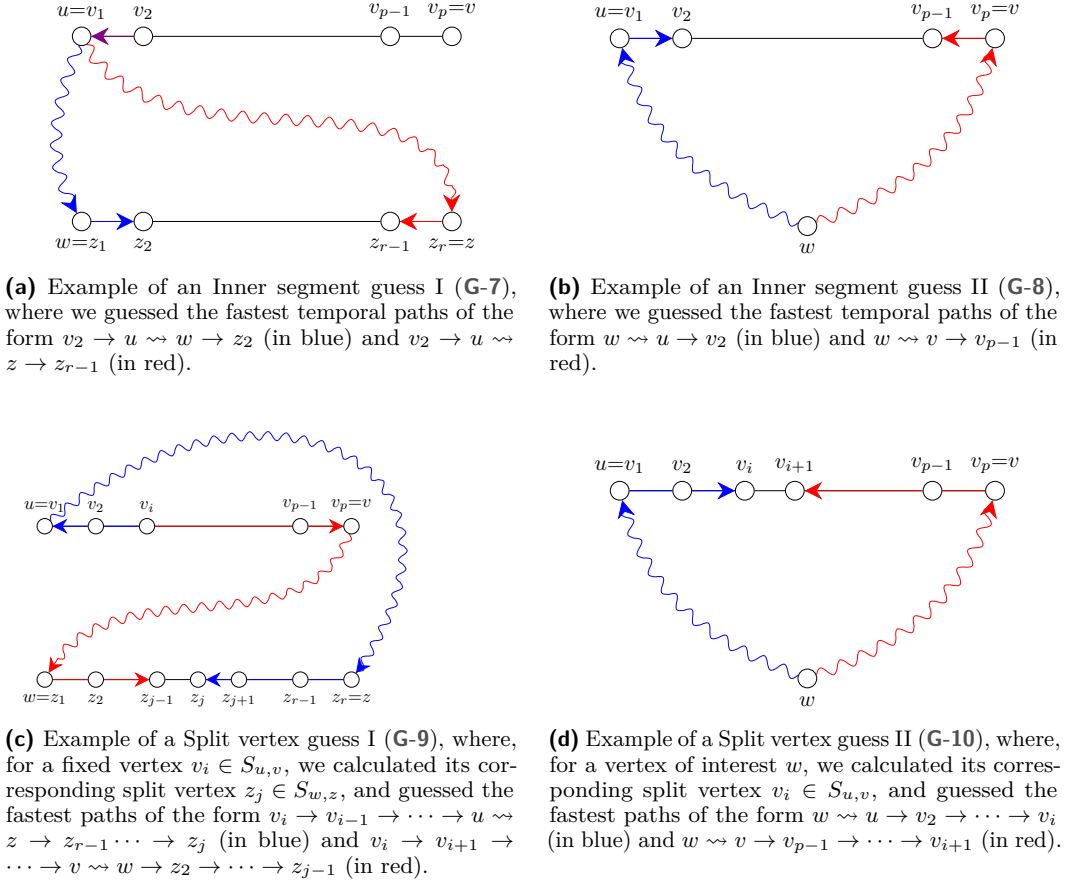 u=v₁ v₂ vₚ₋₁ vₚ=v
w=z₁ z₂ zᵣ₋₁ zᵣ=z
(a) Example of an Inner segment guess I (G-7),
where we guessed the fastest temporal paths of the
form v₂ → u ⇝ w → z₂ (in blue) and v₂ → u ⇝
z → zᵣ₋₁ (in red).
u=v₁ v₂ vₚ₋₁ vₚ=v
w
(b) Example of an Inner segment guess II (G-8),
where we guessed the fastest temporal paths of the
form w ⇝ u → v₂ (in blue) and w ⇝ v → vₚ₋₁ (in
red).
u=v₁ v₂ vᵢ vₚ₋₁ vₚ=v
w=z₁ z₂ zⱼ₋₁ zⱼ zⱼ₊₁ zᵣ₋₁ zᵣ=z
(c) Example of a Split vertex guess I (G-9), where,
for a fixed vertex vᵢ ∈ Sᵤ,ᵥ, we calculated its cor-
responding split vertex zⱼ ∈ S_{w,z}, and guessed the
fastest paths of the form vᵢ → vᵢ₋₁ → ⋯ → u ⇝
z → zᵣ₋₁ ⋯ → zⱼ (in blue) and vᵢ → vᵢ₊₁ →
⋯ → v ⇝ w → z₂ → ⋯ → zⱼ₋₁ (in red).
u=v₁ v₂ vᵢ vᵢ₊₁ vₚ₋₁ vₚ=v
w
(d) Example of a Split vertex guess II (G-10), where,
for a vertex of interest w, we calculated its corres-
ponding split vertex vᵢ ∈ Sᵤ,ᵥ, and guessed the
fastest paths of the form w ⇝ u → v₂ → ⋯ → vᵢ
(in blue) and w ⇝ v → vₚ₋₁ → ⋯ → vᵢ₊₁ (in red).